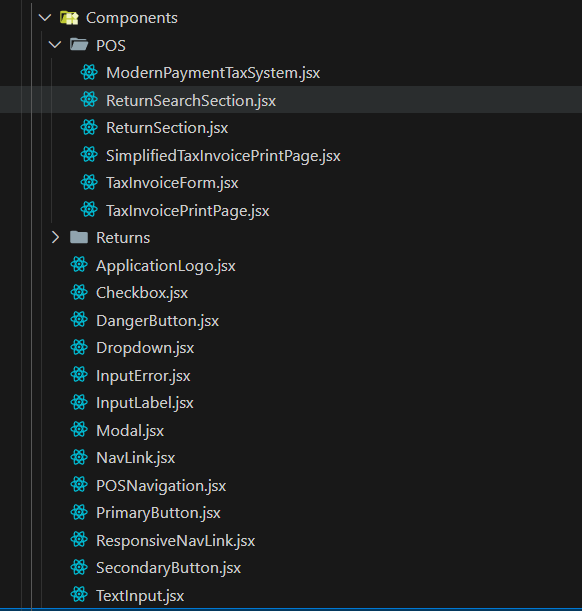 Components
POS
ModernPaymentTaxSystem.jsx
ReturnSearchSection.jsx
ReturnSection.jsx
SimplifiedTaxInvoicePrintPage.jsx
TaxInvoiceForm.jsx
TaxInvoicePrintPage.jsx
Returns
ApplicationLogo.jsx
Checkbox.jsx
DangerButton.jsx
Dropdown.jsx
InputError.jsx
InputLabel.jsx
Modal.jsx
NavLink.jsx
POSNavigation.jsx
PrimaryButton.jsx
ResponsiveNavLink.jsx
SecondaryButton.jsx
TextInput.jsx